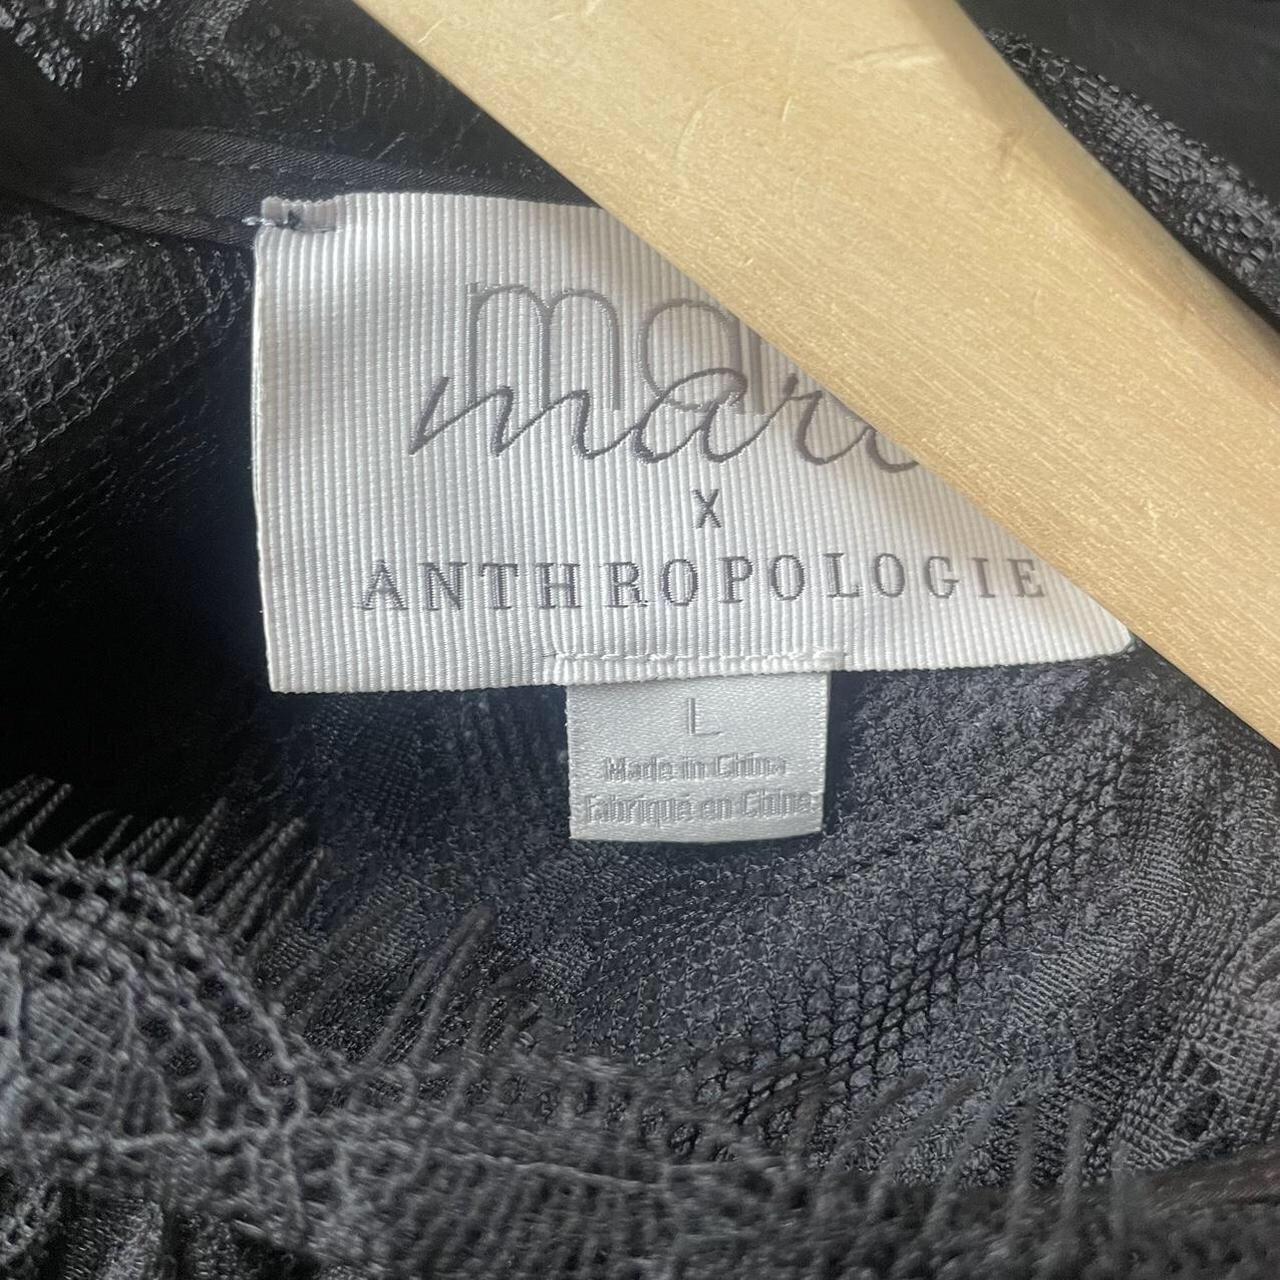 X
ANTHROPOLOGIE
L
Made in China
Fabriqué en Chine